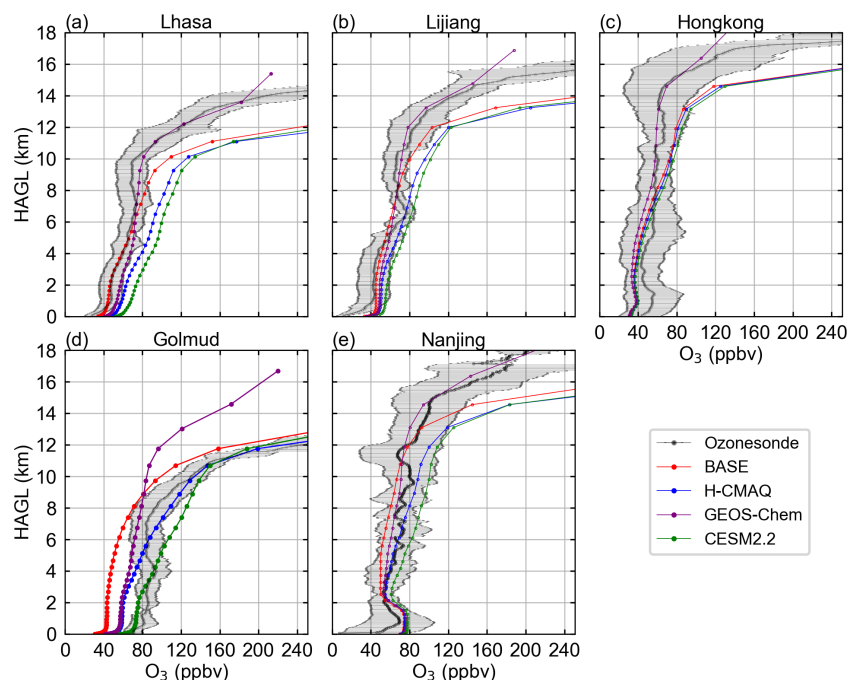 (a) Lhasa
(b) Lijiang
(c) Hongkong
18
16
14
12
10
8
6
4
2
0
HAGL (km)
0 40 80 120 160 200 240
O₃ (ppbv)
(d) Golmud
(e) Nanjing
18
16
14
12
10
8
6
4
2
0
HAGL (km)
0 40 80 120 160 200 240
O₃ (ppbv)
0 40 80 120 160 200 240
O₃ (ppbv)
Ozonesonde
BASE
H-CMAQ
GEOS-Chem
CESM2.2